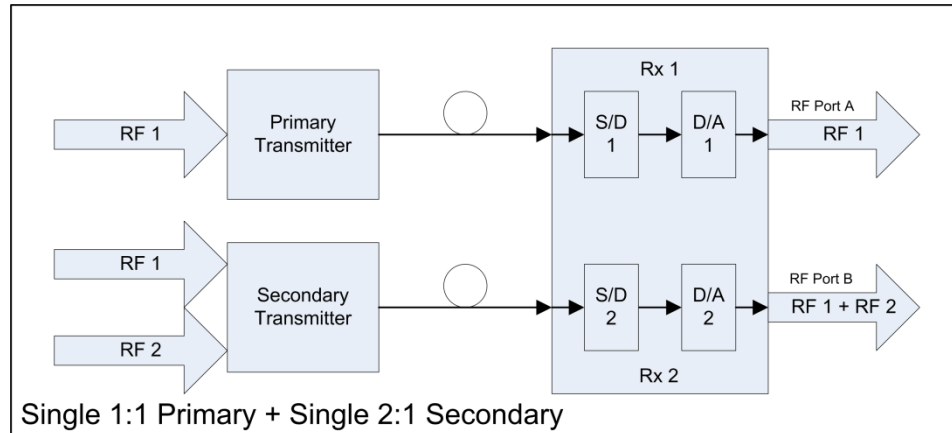 Rx 1
RF 1
Primary
Transmitter
S/D
1
D/A
1
RF Port A
RF 1
RF 1
RF 2
Secondary
Transmitter
S/D
2
D/A
2
RF Port B
RF 1 + RF 2
Rx 2
Single 1:1 Primary + Single 2:1 Secondary